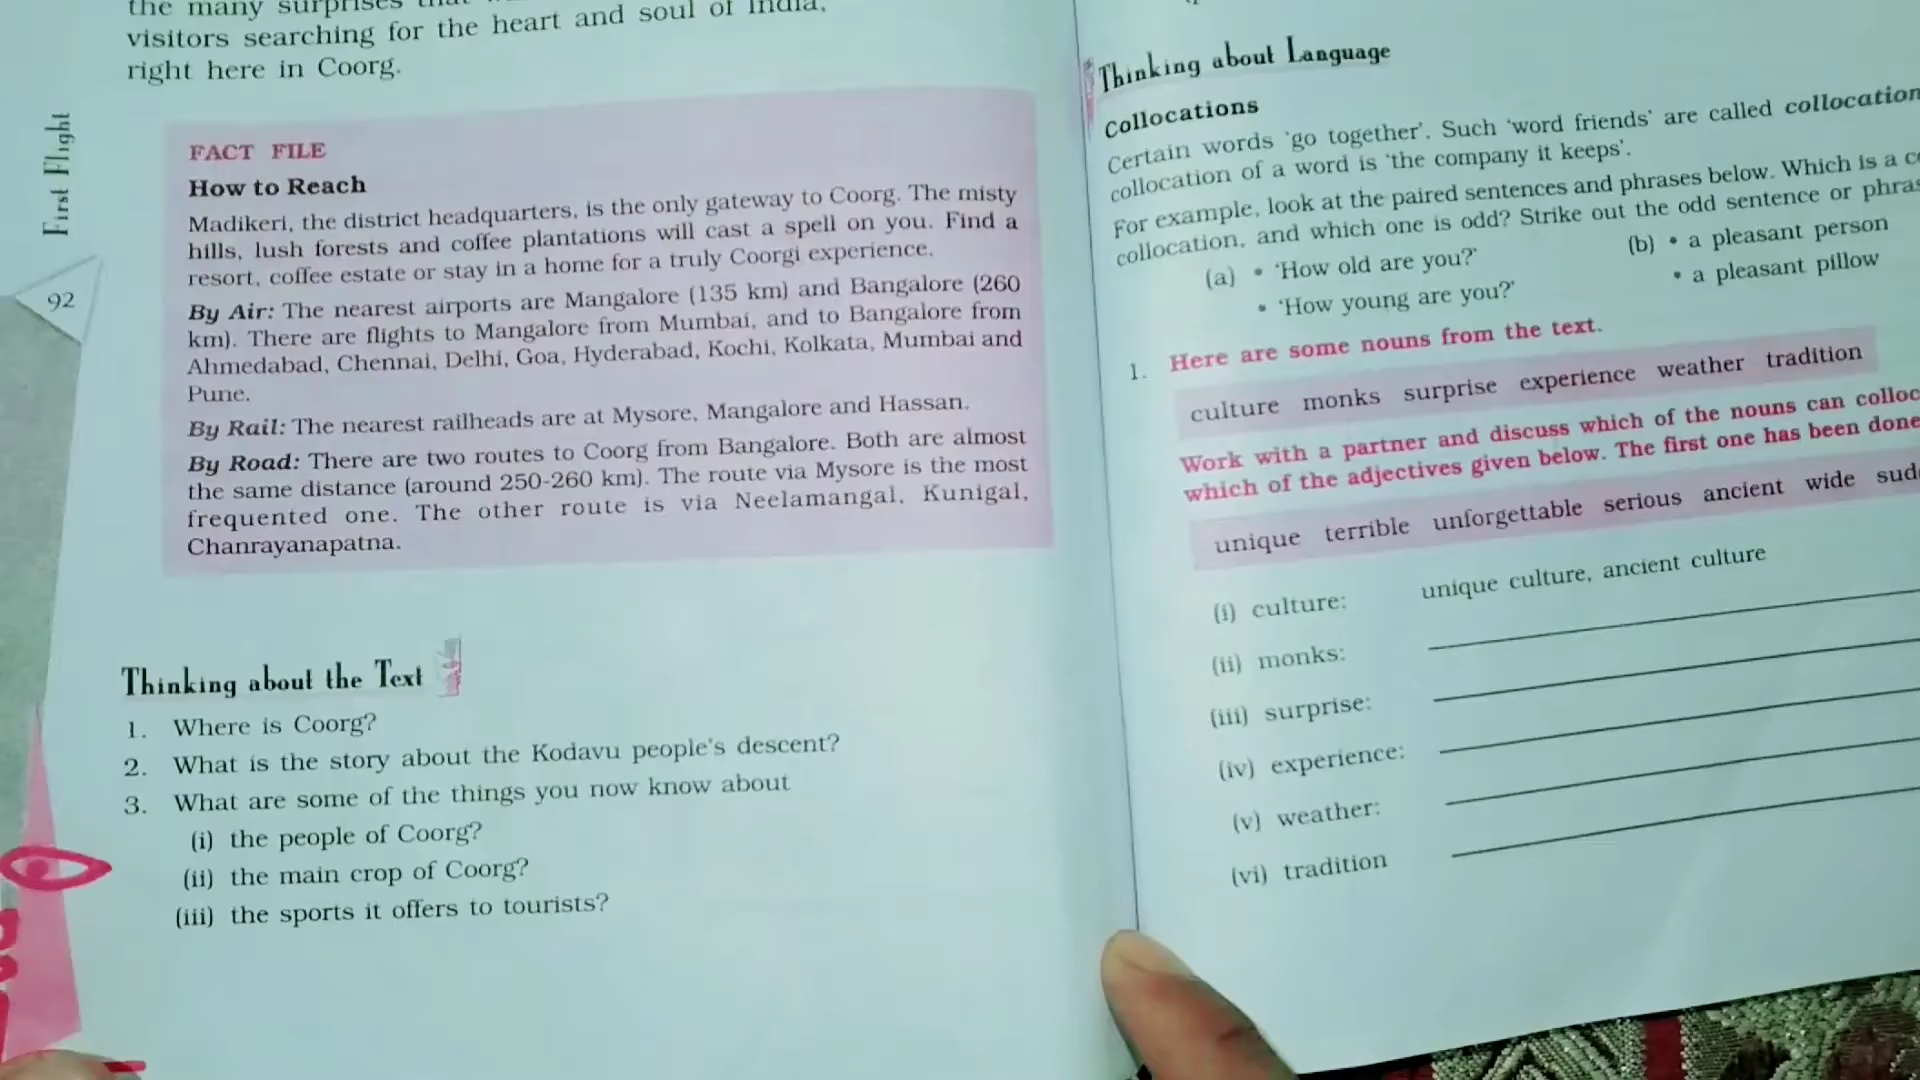 the many surprises
visitors searching for the heart and soul of India,
right here in Coorg.
First Flight
92
FACT FILE
How to Reach
Madikeri, the district headquarters, is the only gateway to Coorg. The misty
hills, lush forests and coffee plantations will cast a spell on you. Find a
resort, coffee estate or stay in a home for a truly Coorgi experience.
By Air: The nearest airports are Mangalore (135 km) and Bangalore (260
km). There are flights to Mangalore from Mumbai, and to Bangalore from
Ahmedabad, Chennai, Delhi, Goa, Hyderabad, Kochi, Kolkata, Mumbai and
Pune.
By Rail: The nearest railheads are at Mysore, Mangalore and Hassan.
By Road: There are two routes to Coorg from Bangalore. Both are almost
the same distance (around 250-260 km). The route via Mysore is the most
frequented one. The other route is via Neelamangal, Kunigal,
Chanrayanapatna.
Thinking about the Text
1. Where is Coorg?
2. What is the story about the Kodavu people's descent?
3. What are some of the things you now know about
(i) the people of Coorg?
(ii) the main crop of Coorg?
(iii) the sports it offers to tourists?
Thinking about Language
Collocations
Certain words 'go together'. Such 'word friends' are called collocation
collocation of a word is 'the company it keeps'.
For example, look at the paired sentences and phrases below. Which is a
collocation, and which one is odd? Strike out the odd sentence or
(a) • 'How old are you?' (b) • a pleasant person
• 'How young are you?' • a pleasant pillow
1. Here are some nouns from the text.
culture monks surprise experience weather tradition
Work with a partner and discuss which of the nouns can
which of the adjectives given below. The first one has been done
unique terrible unforgettable serious ancient wide
(i) culture: unique culture, ancient culture
(ii) monks:
(iii) surprise:
(iv) experience:
(v) weather:
(vi) tradition